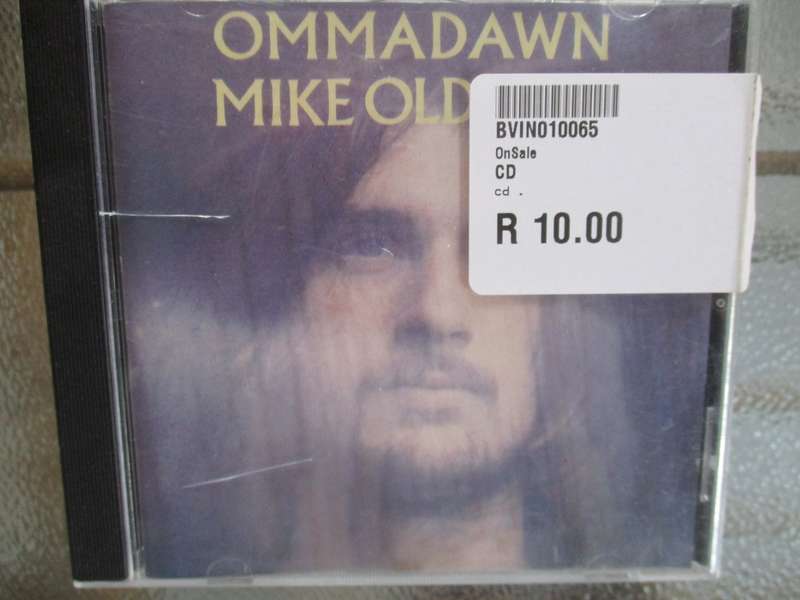 OMMADAWN
MIKE OLD
BVIN010065
OnSale
CD
cd .
R 10.00